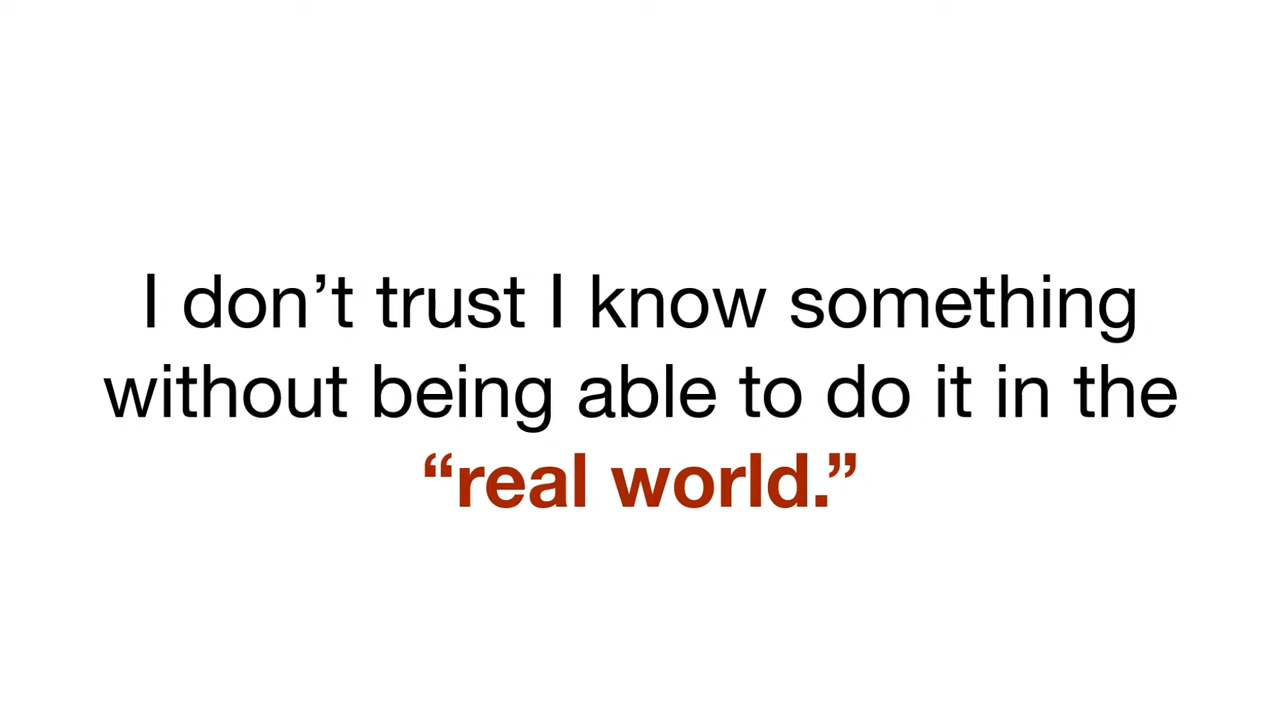 I don’t trust I know something
without being able to do it in the
“real world.”